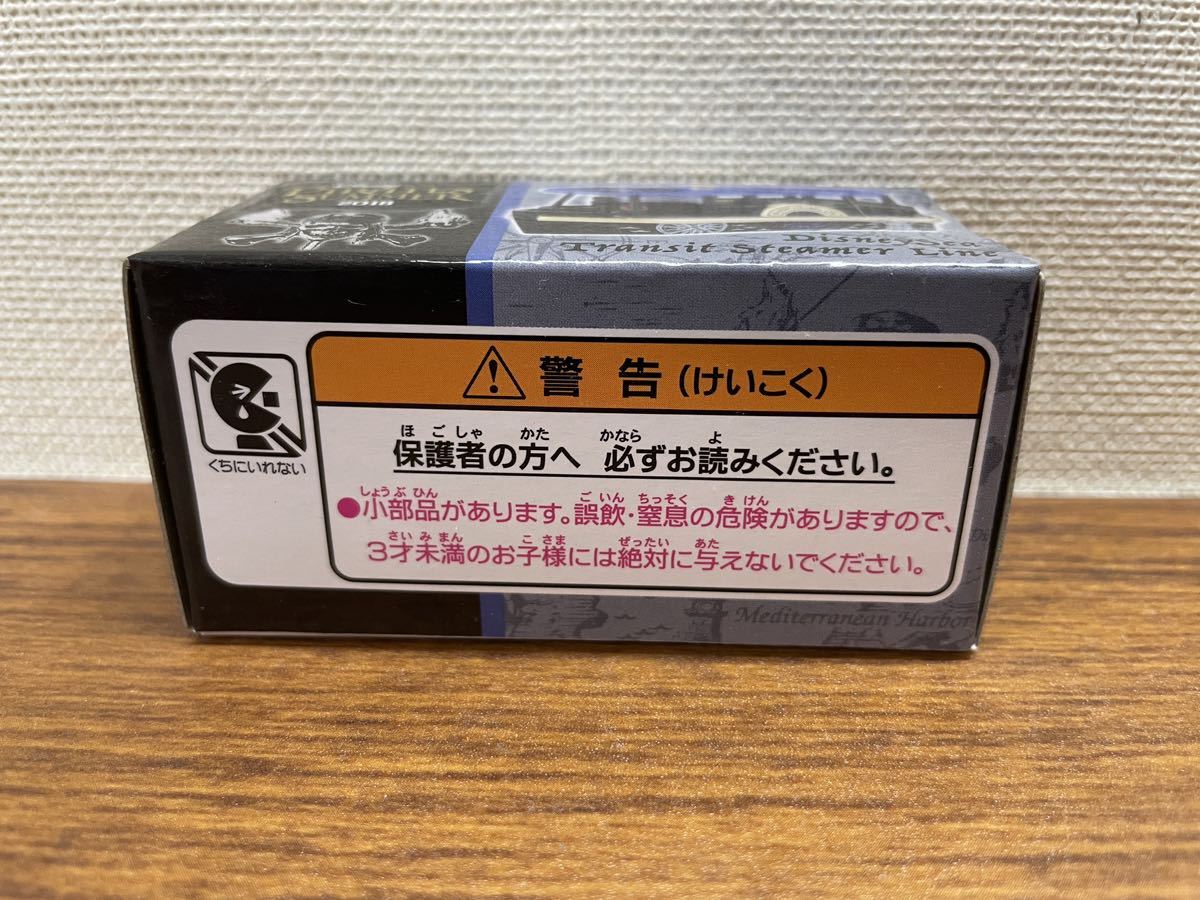 SUMMER
2018
DisneySea
Transit Steamer Line
警告(けいこく)
くちにいれない
ほごしゃ かた かなら よ
保護者の方へ 必ずお読みください。
しょうぶひん ごいん ちっそく きけん
●小部品があります。誤飲・窒息の危険がありますので、
さいみまん こさま ぜったい あた
3才未満のお子様には絶対に与えないでください。
Mediterranean Harbor